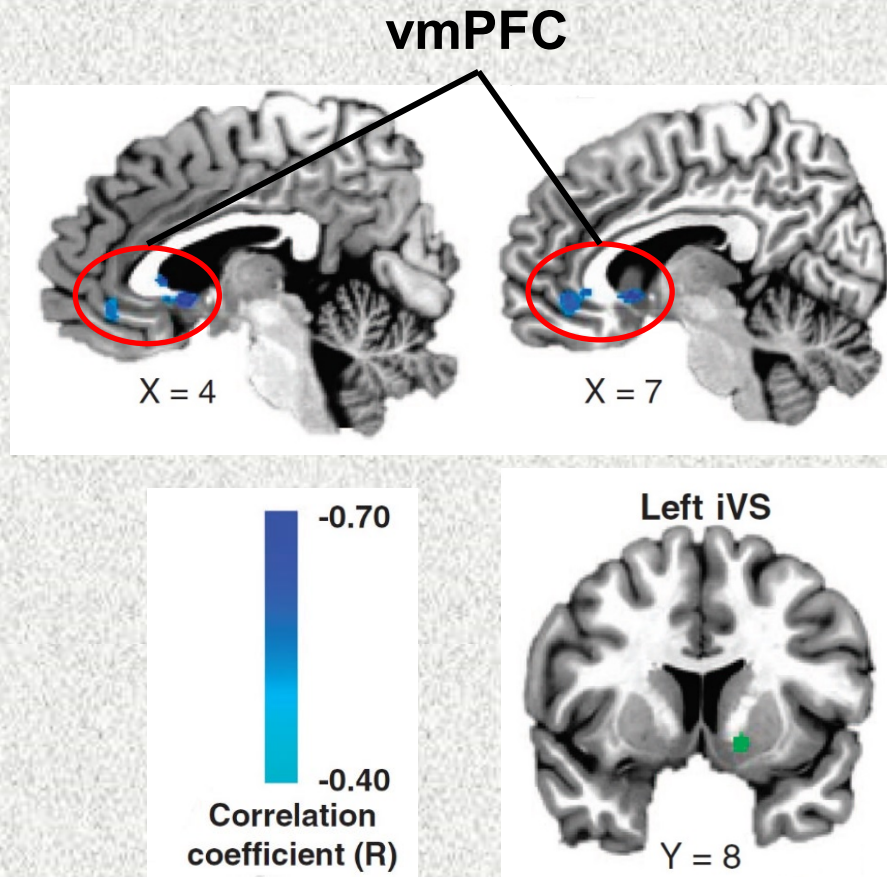 vmPFC
X = 4
X = 7
-0.70
-0.40
Correlation
coefficient (R)
Left iVS
Y = 8